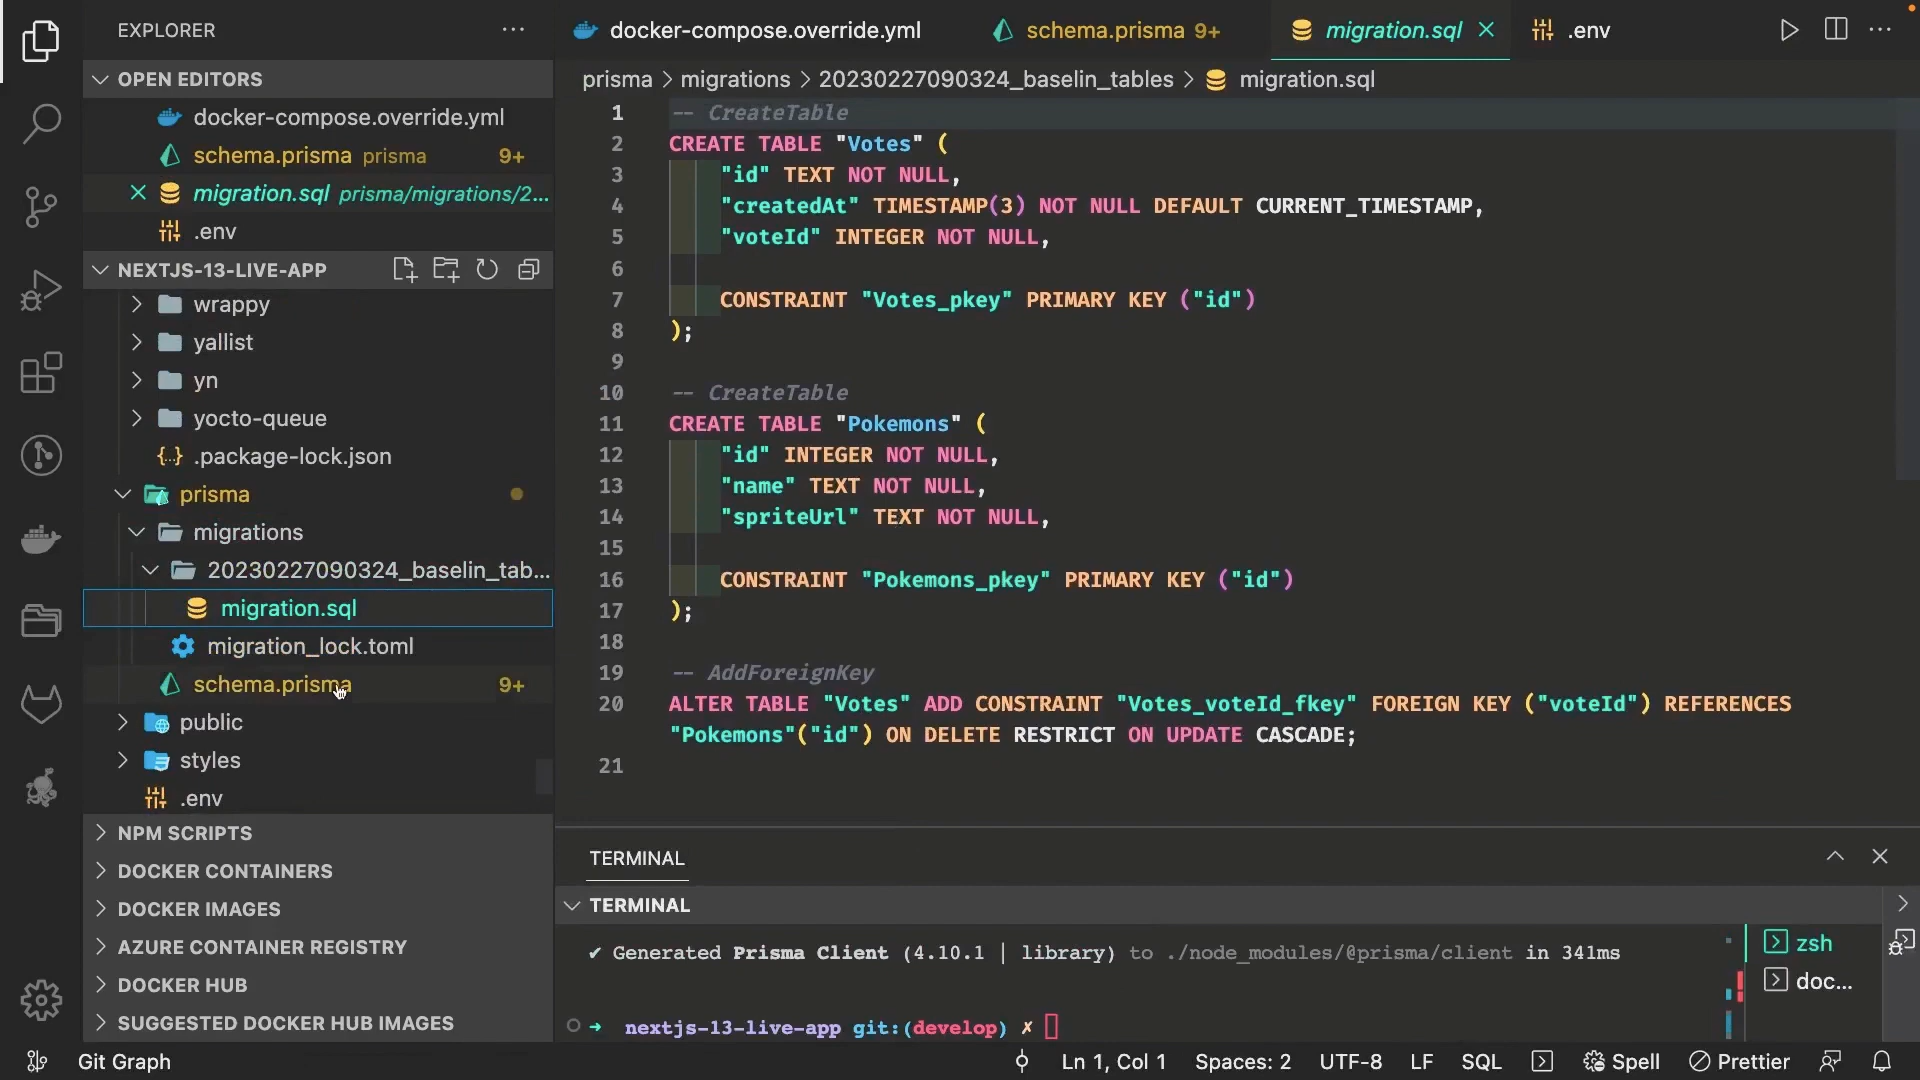 EXPLORER
OPEN EDITORS
docker-compose.override.yml
schema.prisma prisma 9+
migration.sql prisma/migrations/2...
.env
NEXTJS-13-LIVE-APP
wrappy
yallist
yn
yocto-queue
{..} .package-lock.json
prisma
migrations
20230227090324_baselin_tab...
migration.sql
migration_lock.toml
schema.prisma 9+
public
styles
.env
NPM SCRIPTS
DOCKER CONTAINERS
DOCKER IMAGES
AZURE CONTAINER REGISTRY
DOCKER HUB
SUGGESTED DOCKER HUB IMAGES
docker-compose.override.yml schema.prisma 9+ migration.sql .env
prisma > migrations > 20230227090324_baselin_tables > migration.sql
1 -- CreateTable
2 CREATE TABLE "Votes" (
3 "id" TEXT NOT NULL,
4 "createdAt" TIMESTAMP(3) NOT NULL DEFAULT CURRENT_TIMESTAMP,
5 "voteId" INTEGER NOT NULL,
6
7 CONSTRAINT "Votes_pkey" PRIMARY KEY ("id")
8 );
9
10 -- CreateTable
11 CREATE TABLE "Pokemons" (
12 "id" INTEGER NOT NULL,
13 "name" TEXT NOT NULL,
14 "spriteUrl" TEXT NOT NULL,
15
16 CONSTRAINT "Pokemons_pkey" PRIMARY KEY ("id")
17 );
18
19 -- AddForeignKey
20 ALTER TABLE "Votes" ADD CONSTRAINT "Votes_voteId_fkey" FOREIGN KEY ("voteId") REFERENCES
"Pokemons"("id") ON DELETE RESTRICT ON UPDATE CASCADE;
21
TERMINAL
TERMINAL
✔ Generated Prisma Client (4.10.1 | library) to ./node_modules/@prisma/client in 341ms
➜ nextjs-13-live-app git:(develop) ✗
zsh
doc...
Git Graph
Ln 1, Col 1 Spaces: 2 UTF-8 LF SQL Spell Prettier